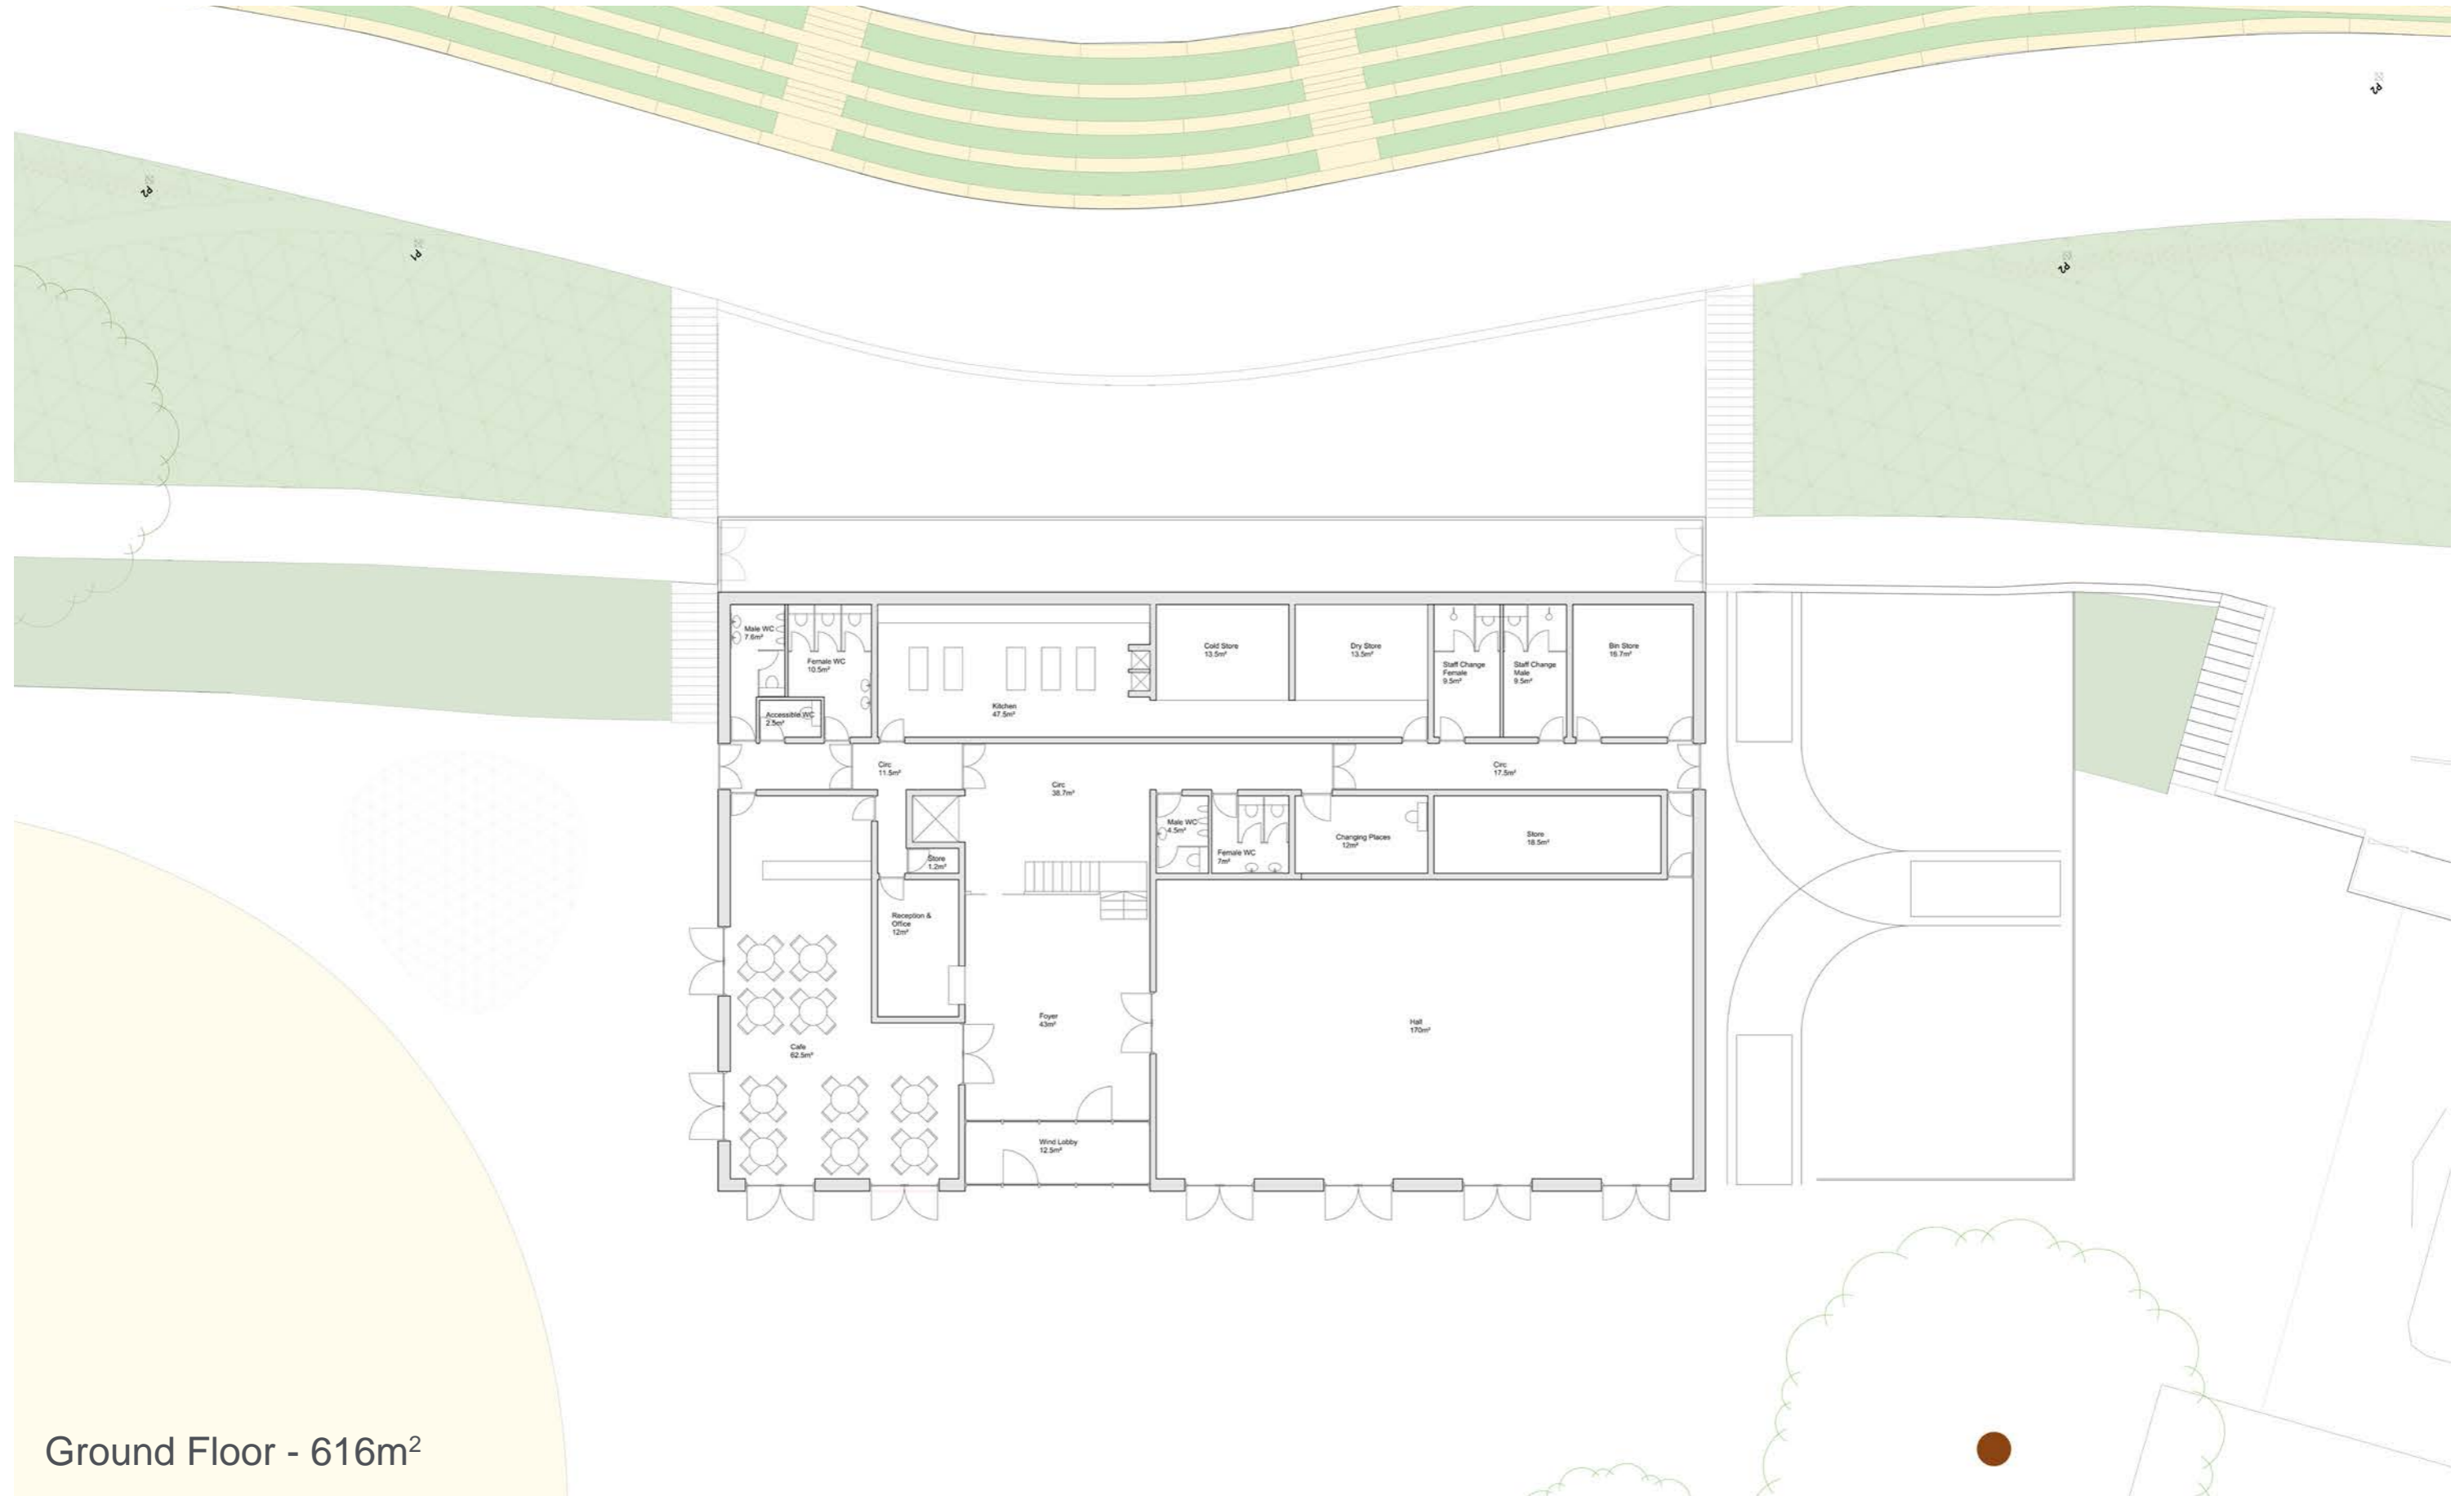 P2
P2
P1
P2
Male WC
7.6m²
Female WC
10.5m²
Accessible WC
2.5m²
Kitchen
47.5m²
Cold Store
13.5m²
Dry Store
13.5m²
Staff Change
Female
9.5m²
Staff Change
Male
9.5m²
Bin Store
16.7m²
Circ
11.5m²
Circ
38.7m²
Circ
17.5m²
Male WC
4.5m²
Female WC
7m²
Changing Places
12m²
Store
18.5m²
Store
1.2m²
Reception &
Office
12m²
Foyer
43m²
Hall
170m²
Cafe
62.5m²
Wind Lobby
12.5m²
Ground Floor - 616m²